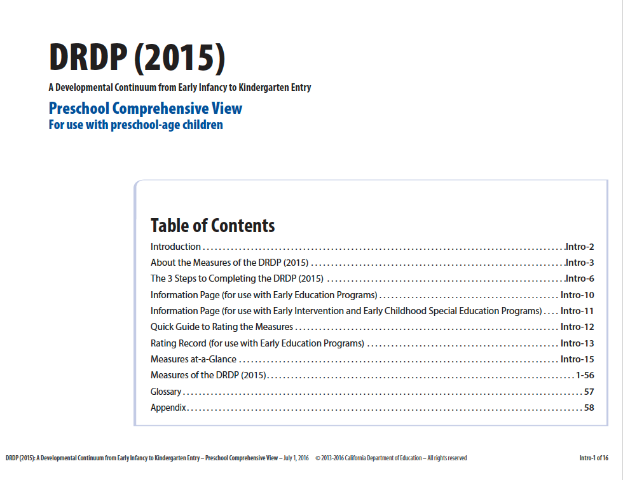 DRDP (2015)
A Developmental Continuum from Early Infancy to Kindergarten Entry
Preschool Comprehensive View
For use with preschool-age children
Table of Contents
Introduction ........ Intro-2
About the Measures of the DRDP (2015) ........ Intro-3
The 3 Steps to Completing the DRDP (2015) ........ Intro-6
Information Page (for use with Early Education Programs) ........ Intro-10
Information Page (for use with Early Intervention and Early Childhood Special Education Programs) .... Intro-11
Quick Guide to Rating the Measures ........ Intro-12
Rating Record (for use with Early Education Programs) ........ Intro-13
Measures at-a-Glance ........ Intro-15
Measures of the DRDP (2015) ........ 1-56
Glossary ........ 57
Appendix ........ 58
DRDP (2015): A Developmental Continuum from Early Infancy to Kindergarten Entry – Preschool Comprehensive View – July 1, 2016 © 2013-2016 California Department of Education – All rights reserved Intro-1 of 16